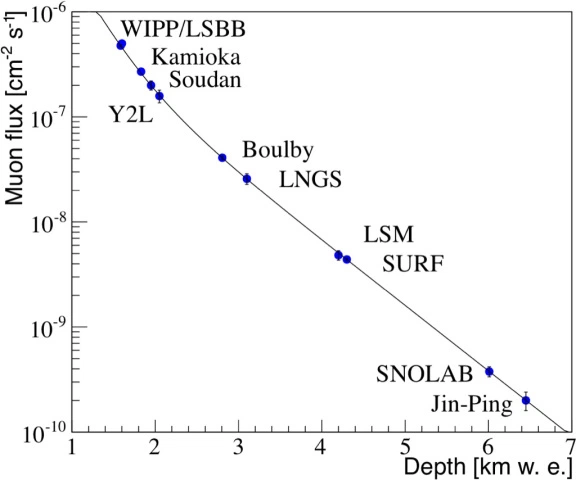 10⁻⁶
WIPP/LSBB
Kamioka
Soudan
Y2L
10⁻⁷
Boulby
LNGS
10⁻⁸
LSM
SURF
10⁻⁹
SNOLAB
Jin-Ping
10⁻¹⁰
Muon flux [cm⁻² s⁻¹]
1 2 3 4 5 6 7
Depth [km w. e.]